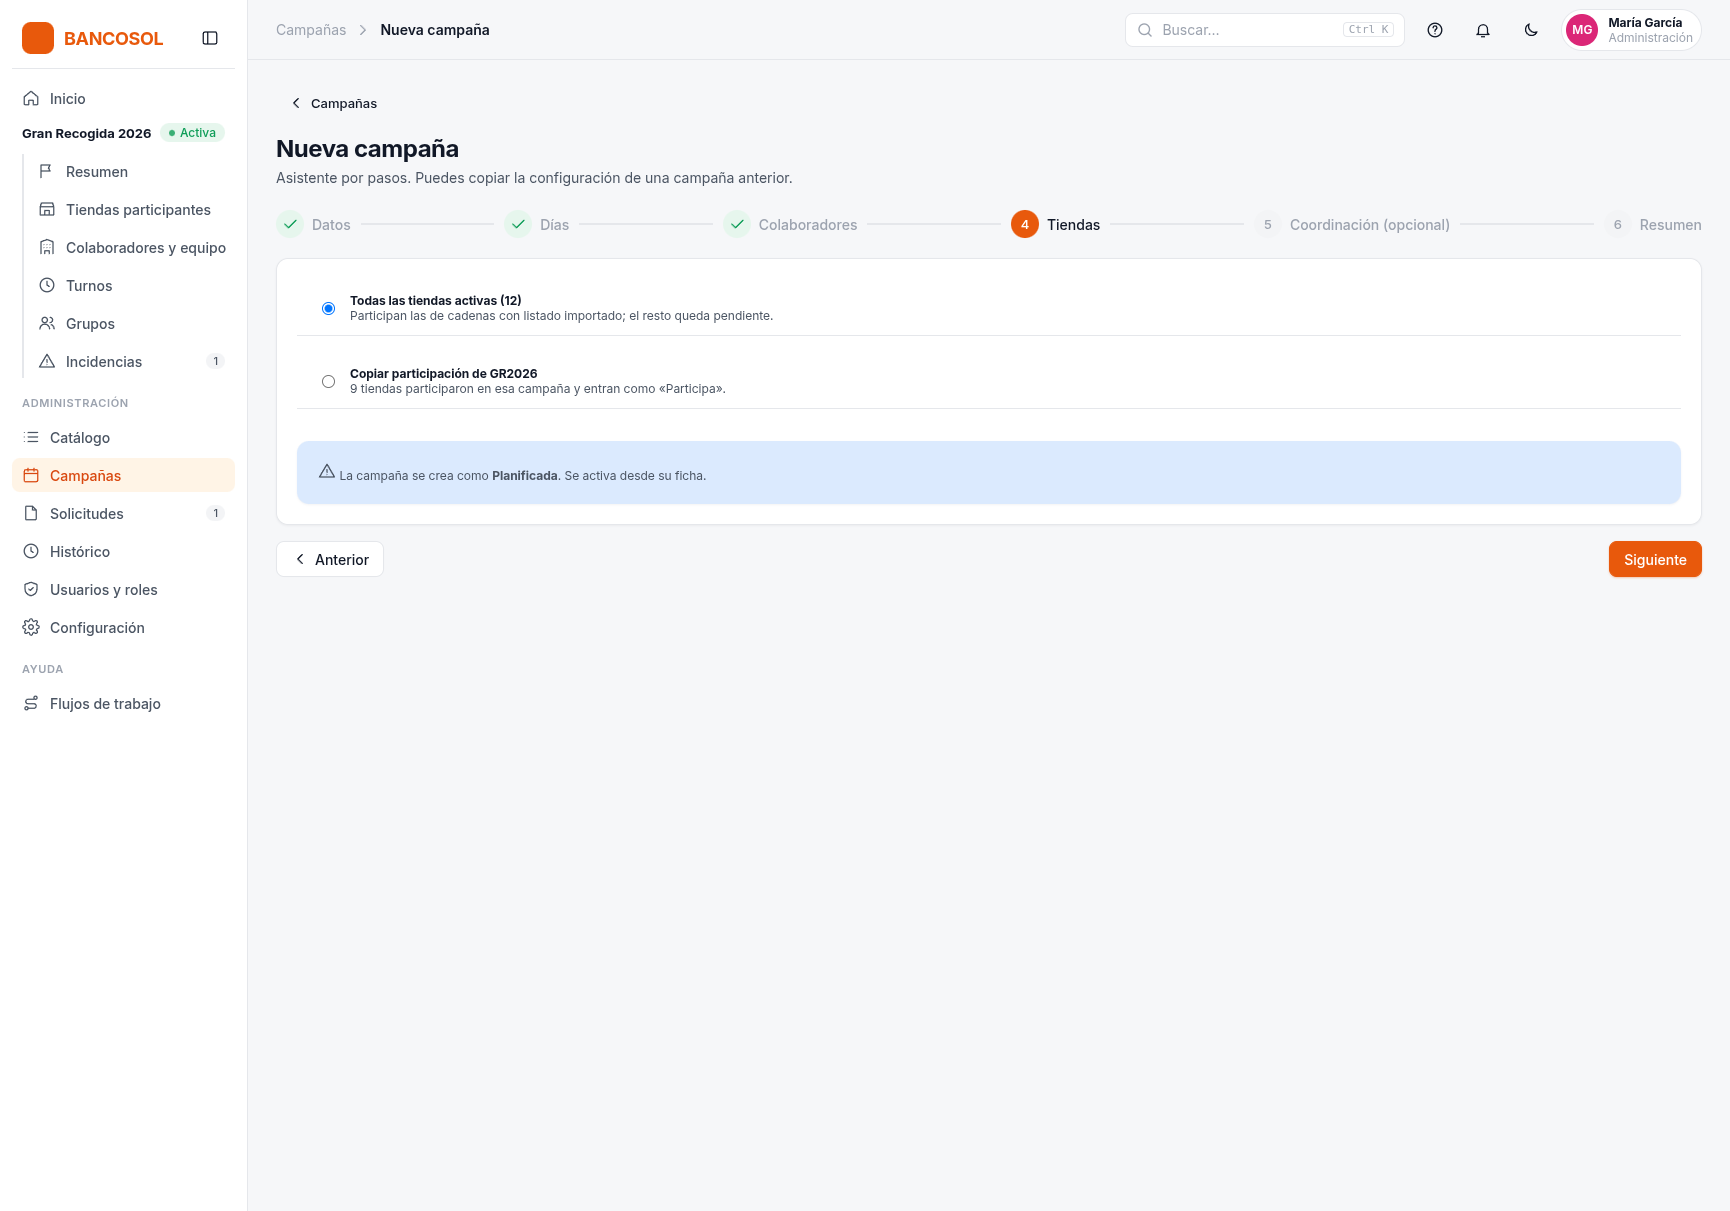 BANCOSOL
Campañas
Nueva campaña
Buscar...
Ctrl K
MG
María García
Administración
Inicio
Gran Recogida 2026
Activa
Resumen
Tiendas participantes
Colaboradores y equipo
Turnos
Grupos
Incidencias
1
ADMINISTRACIÓN
Catálogo
Campañas
Solicitudes
1
Histórico
Usuarios y roles
Configuración
AYUDA
Flujos de trabajo
Campañas
Nueva campaña
Asistente por pasos. Puedes copiar la configuración de una campaña anterior.
Datos
Días
Colaboradores
4
Tiendas
5
Coordinación (opcional)
6
Resumen
Todas las tiendas activas (12)
Participan las de cadenas con listado importado; el resto queda pendiente.
Copiar participación de GR2026
9 tiendas participaron en esa campaña y entran como «Participa».
La campaña se crea como Planificada. Se activa desde su ficha.
Anterior
Siguiente